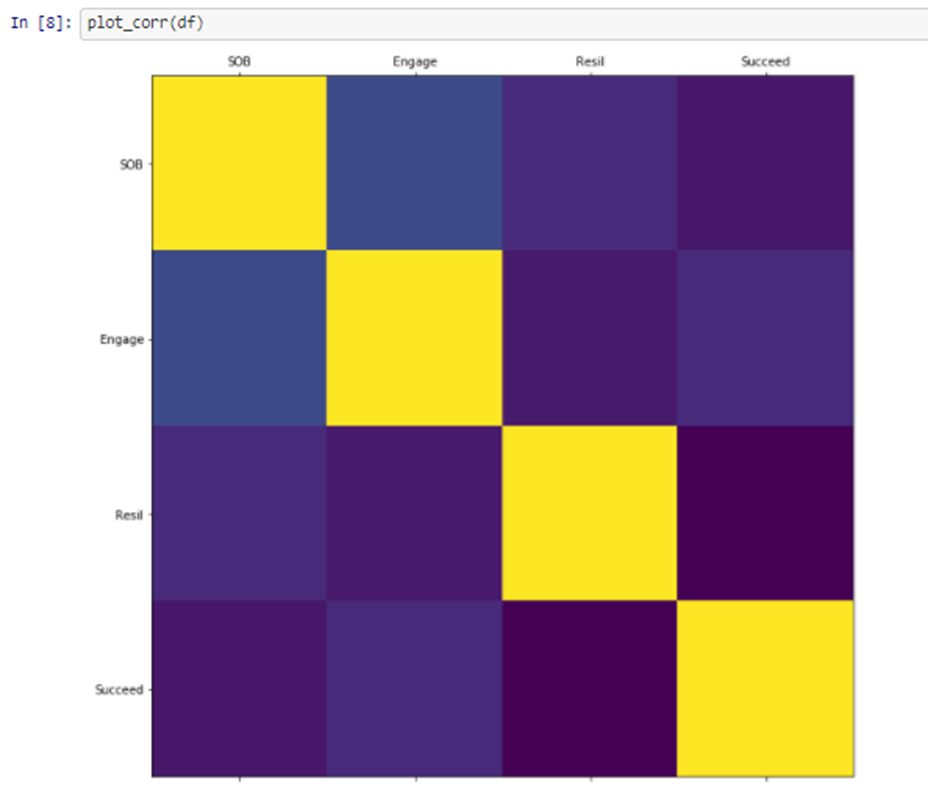 In [8]: plot_corr(df)
SOB Engage Resil Succeed
SOB
Engage
Resil
Succeed